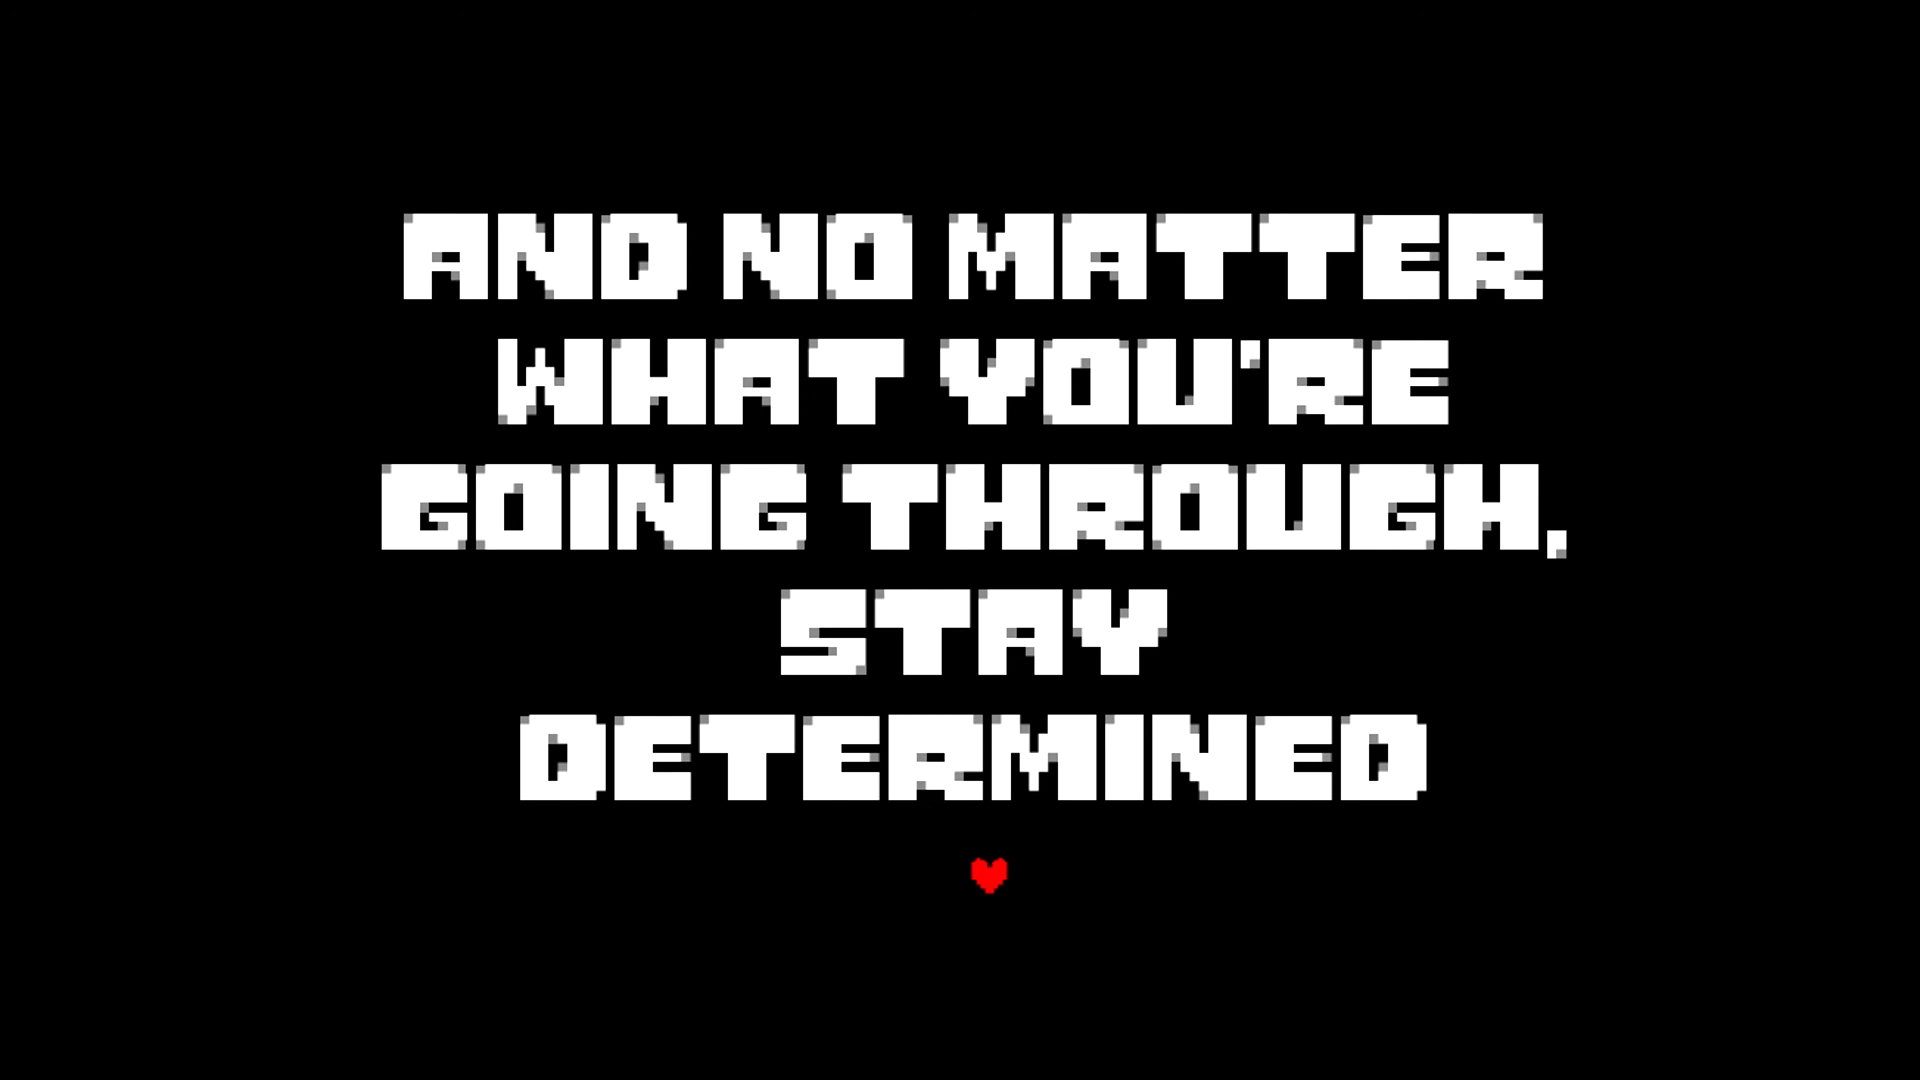 AND NO MATTER
WHAT YOU'RE
GOING THROUGH,
STAY
DETERMINED